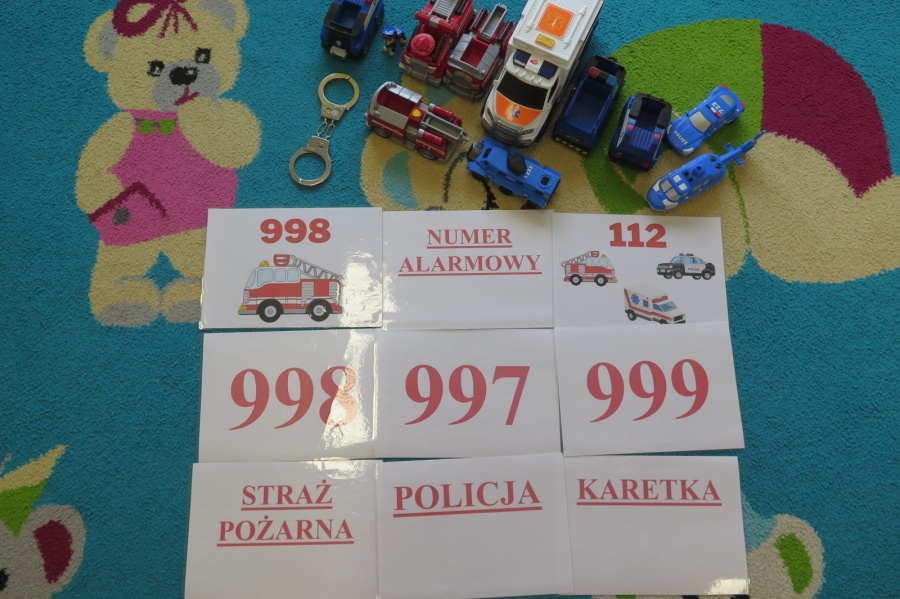 998
NUMER
ALARMOWY
112
998
997
999
STRAŻ
POŻARNA
POLICJA
KARETKA